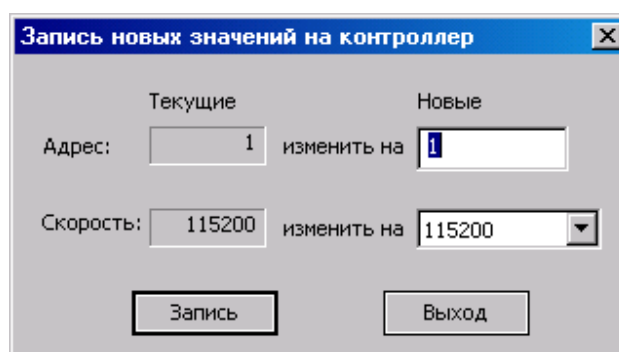 Запись новых значений на контроллер
Текущие Новые
Адрес: 1 изменить на 1
Скорость: 115200 изменить на 115200
Запись Выход